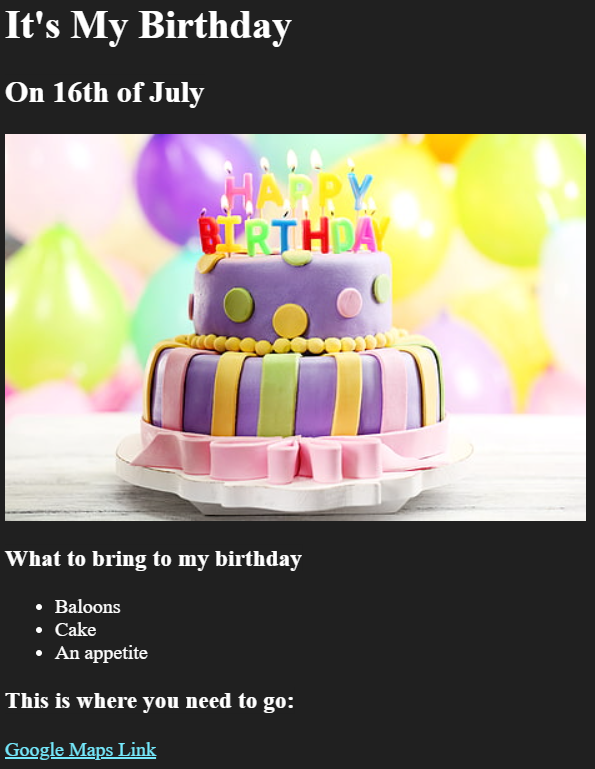 It's My Birthday
On 16th of July
HAPPY
BIRTHDAY
What to bring to my birthday
Baloons
Cake
An appetite
This is where you need to go:
Google Maps Link